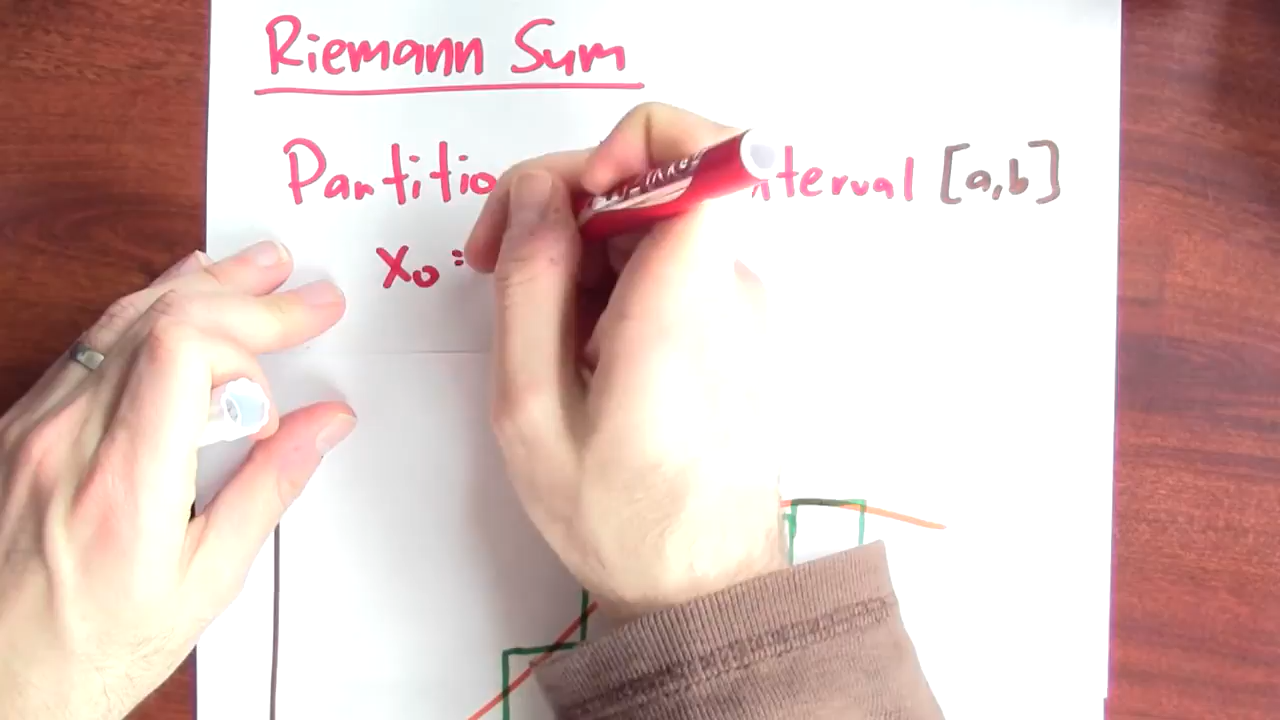 Riemann Sum
Partitio nterval [a,b]
x₀ =